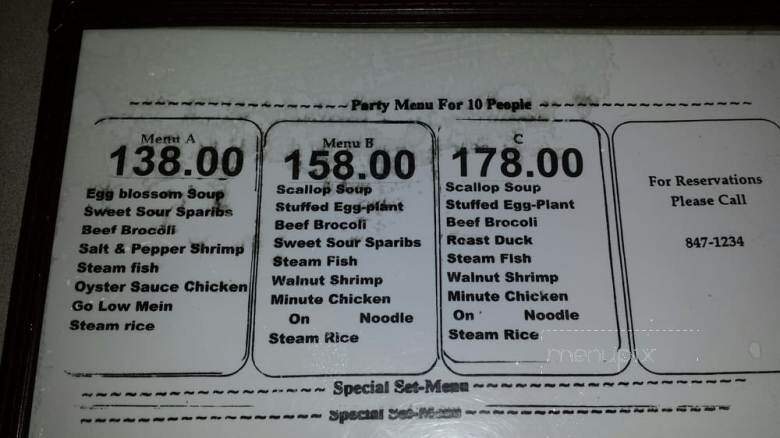 Party Menu For 10 People
Menu A
138.00
Egg blossom Soup
Sweet Sour Sparibs
Beef Brocoli
Salt & Pepper Shrimp
Steam fish
Oyster Sauce Chicken
Go Low Mein
Steam rice
Menu B
158.00
Scallop Soup
Stuffed Egg-plant
Beef Brocoli
Sweet Sour Sparibs
Steam Fish
Walnut Shrimp
Minute Chicken
On Noodle
Steam Rice
C
178.00
Scallop Soup
Stuffed Egg-Plant
Beef Brocoli
Roast Duck
Steam Fish
Walnut Shrimp
Minute Chicken
On Noodle
Steam Rice
For Reservations
Please Call
847-1234
menupix
Special Set-Menu
Special Set-Menu